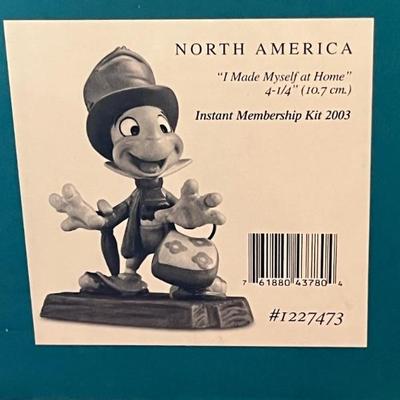 NORTH AMERICA
“I Made Myself at Home”
4-1/4” (10.7 cm.)
Instant Membership Kit 2003
7 61880 43780 4
#1227473